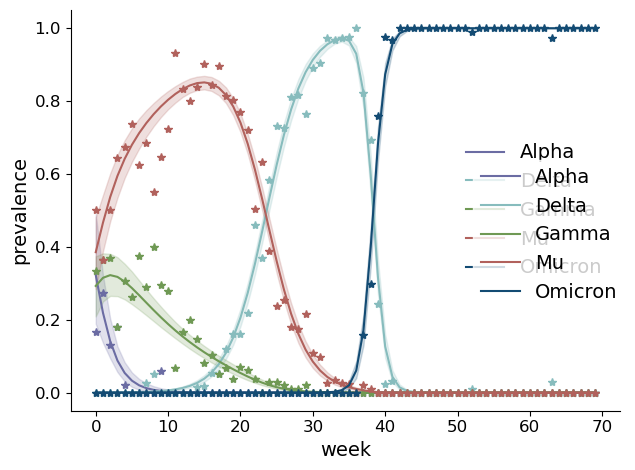 1.0
0.8
0.6
0.4
0.2
0.0
prevalence
0
10
20
30
40
50
60
70
week
Alpha
Delta
Gamma
Mu
Omicron
Alpha
Delta
Gamma
Mu
Omicron